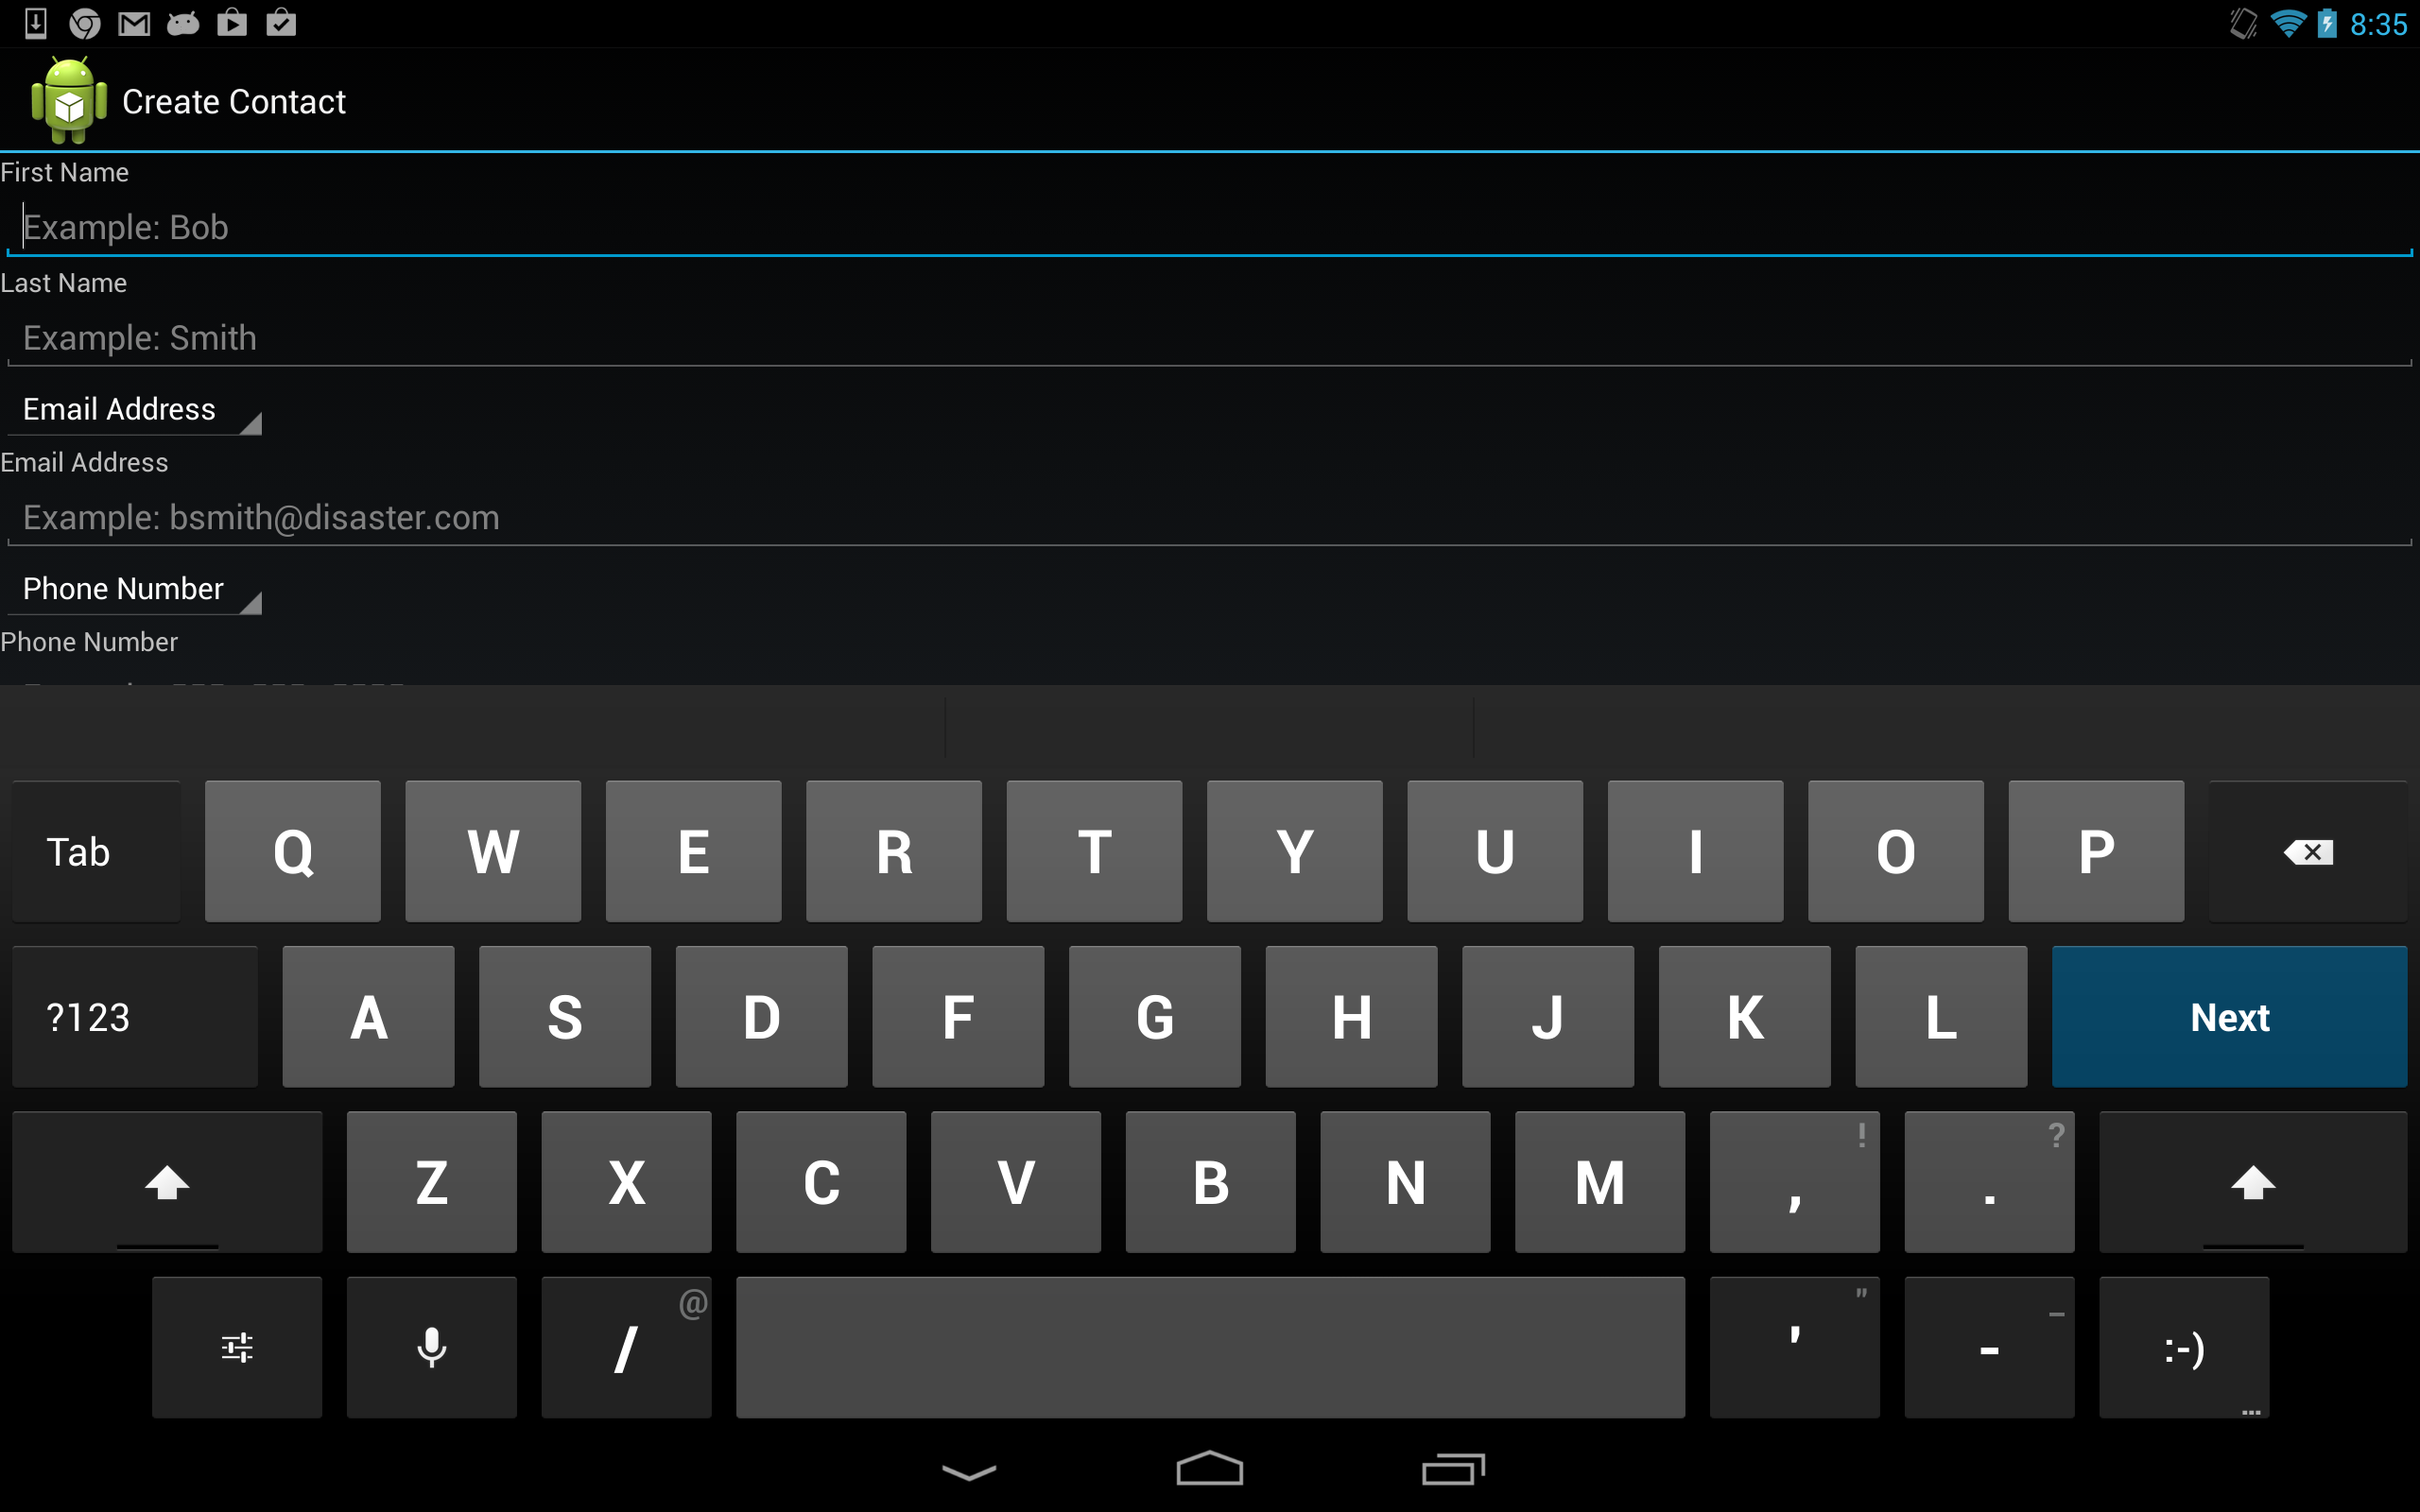 8:35
Create Contact
First Name
Example: Bob
Last Name
Example: Smith
Email Address
Email Address
Example: bsmith@disaster.com
Phone Number
Phone Number
Tab Q W E R T Y U I O P
?123 A S D F G H J K L Next
Z X C V B N M , ! . ?
/ @ ' " - _ :-) ...